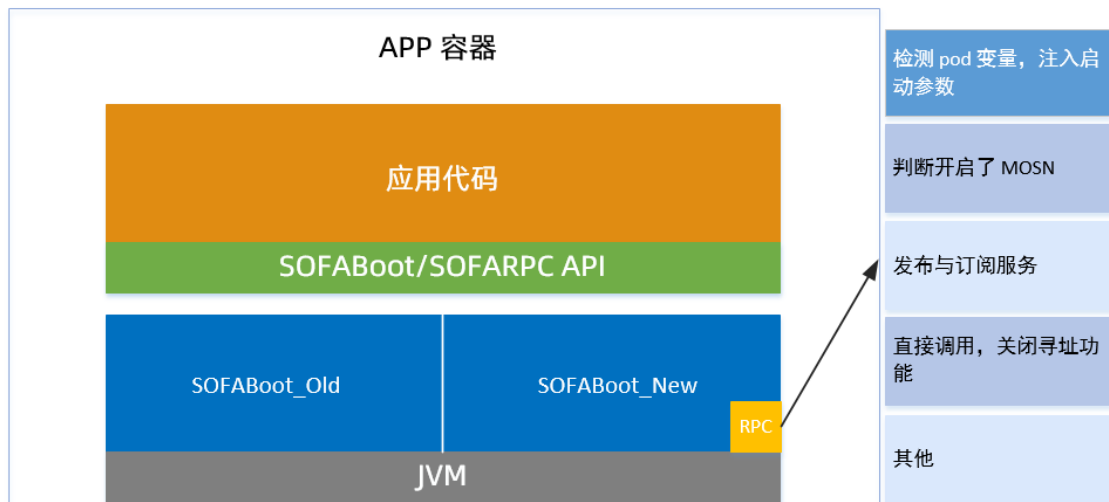 APP 容器
应用代码
SOFABoot/SOFARPC API
SOFABoot_Old
SOFABoot_New
RPC
JVM
检测 pod 变量，注入启
动参数
判断开启了 MOSN
发布与订阅服务
直接调用，关闭寻址功
能
其他